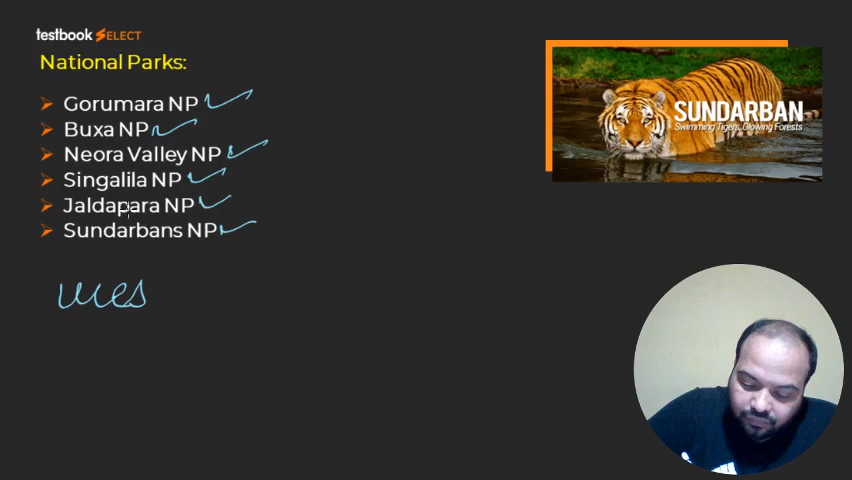 testbook SELECT
National Parks:
Gorumara NP
Buxa NP
Neora Valley NP
Singalila NP
Jaldapara NP
Sundarbans NP
SUNDARBAN
Swimming Tigers, Glowing Forests